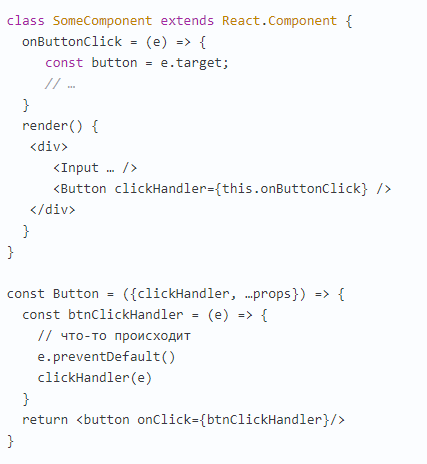 class SomeComponent extends React.Component {
  onButtonClick = (e) => {
     const button = e.target;
     // …
  }
  render() {
   <div>
      <Input … />
      <Button clickHandler={this.onButtonClick} />
   </div>
  }
}

const Button = ({clickHandler, …props}) => {
  const btnClickHandler = (e) => {
    // что-то происходит
    e.preventDefault()
    clickHandler(e)
  }
  return <button onClick={btnClickHandler}/>
}